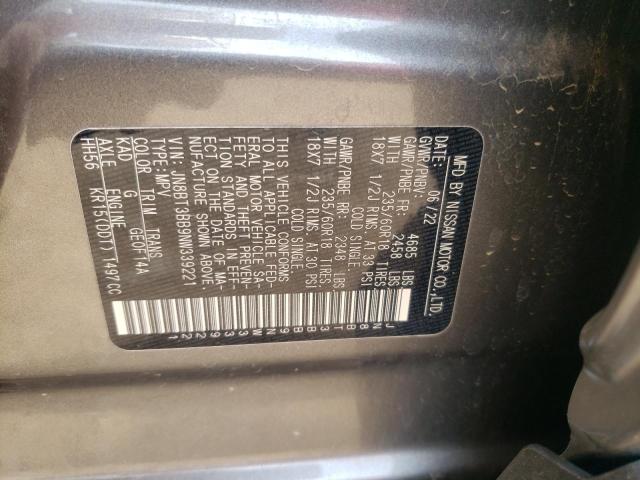 MFD BY NISSAN MOTOR CO.,LTD.
06/22
GVWR/PNBV: 4685 LBS
GAWR/PNBE FR: 2458 LBS
WITH 235/60R18 TIRES
18X7 1/2J RIMS, AT 30 PSI
COLD SINGLE
GAWR/PNBE RR: 2348 LBS
WITH 235/60R18 TIRES
18X7 1/2J RIMS, AT 30 PSI
COLD SINGLE
THIS VEHICLE CONFORMS
TO ALL APPLICABLE FED-
ERAL MOTOR VEHICLE SA-
FETY AND THEFT PREVEN-
TION STANDARDS IN EFF-
ECT ON THE DATE OF MA-
NUFACTURE SHOWN ABOVE.
VIN: JN8BT3BB9NW339221
TYPE:MPV
COLOR TRIM TRANS
KAD G GE0F14A
AXLE ENGINE
HH56 KR15(DDT) 1497CC
JN8BT3BB9NW339221